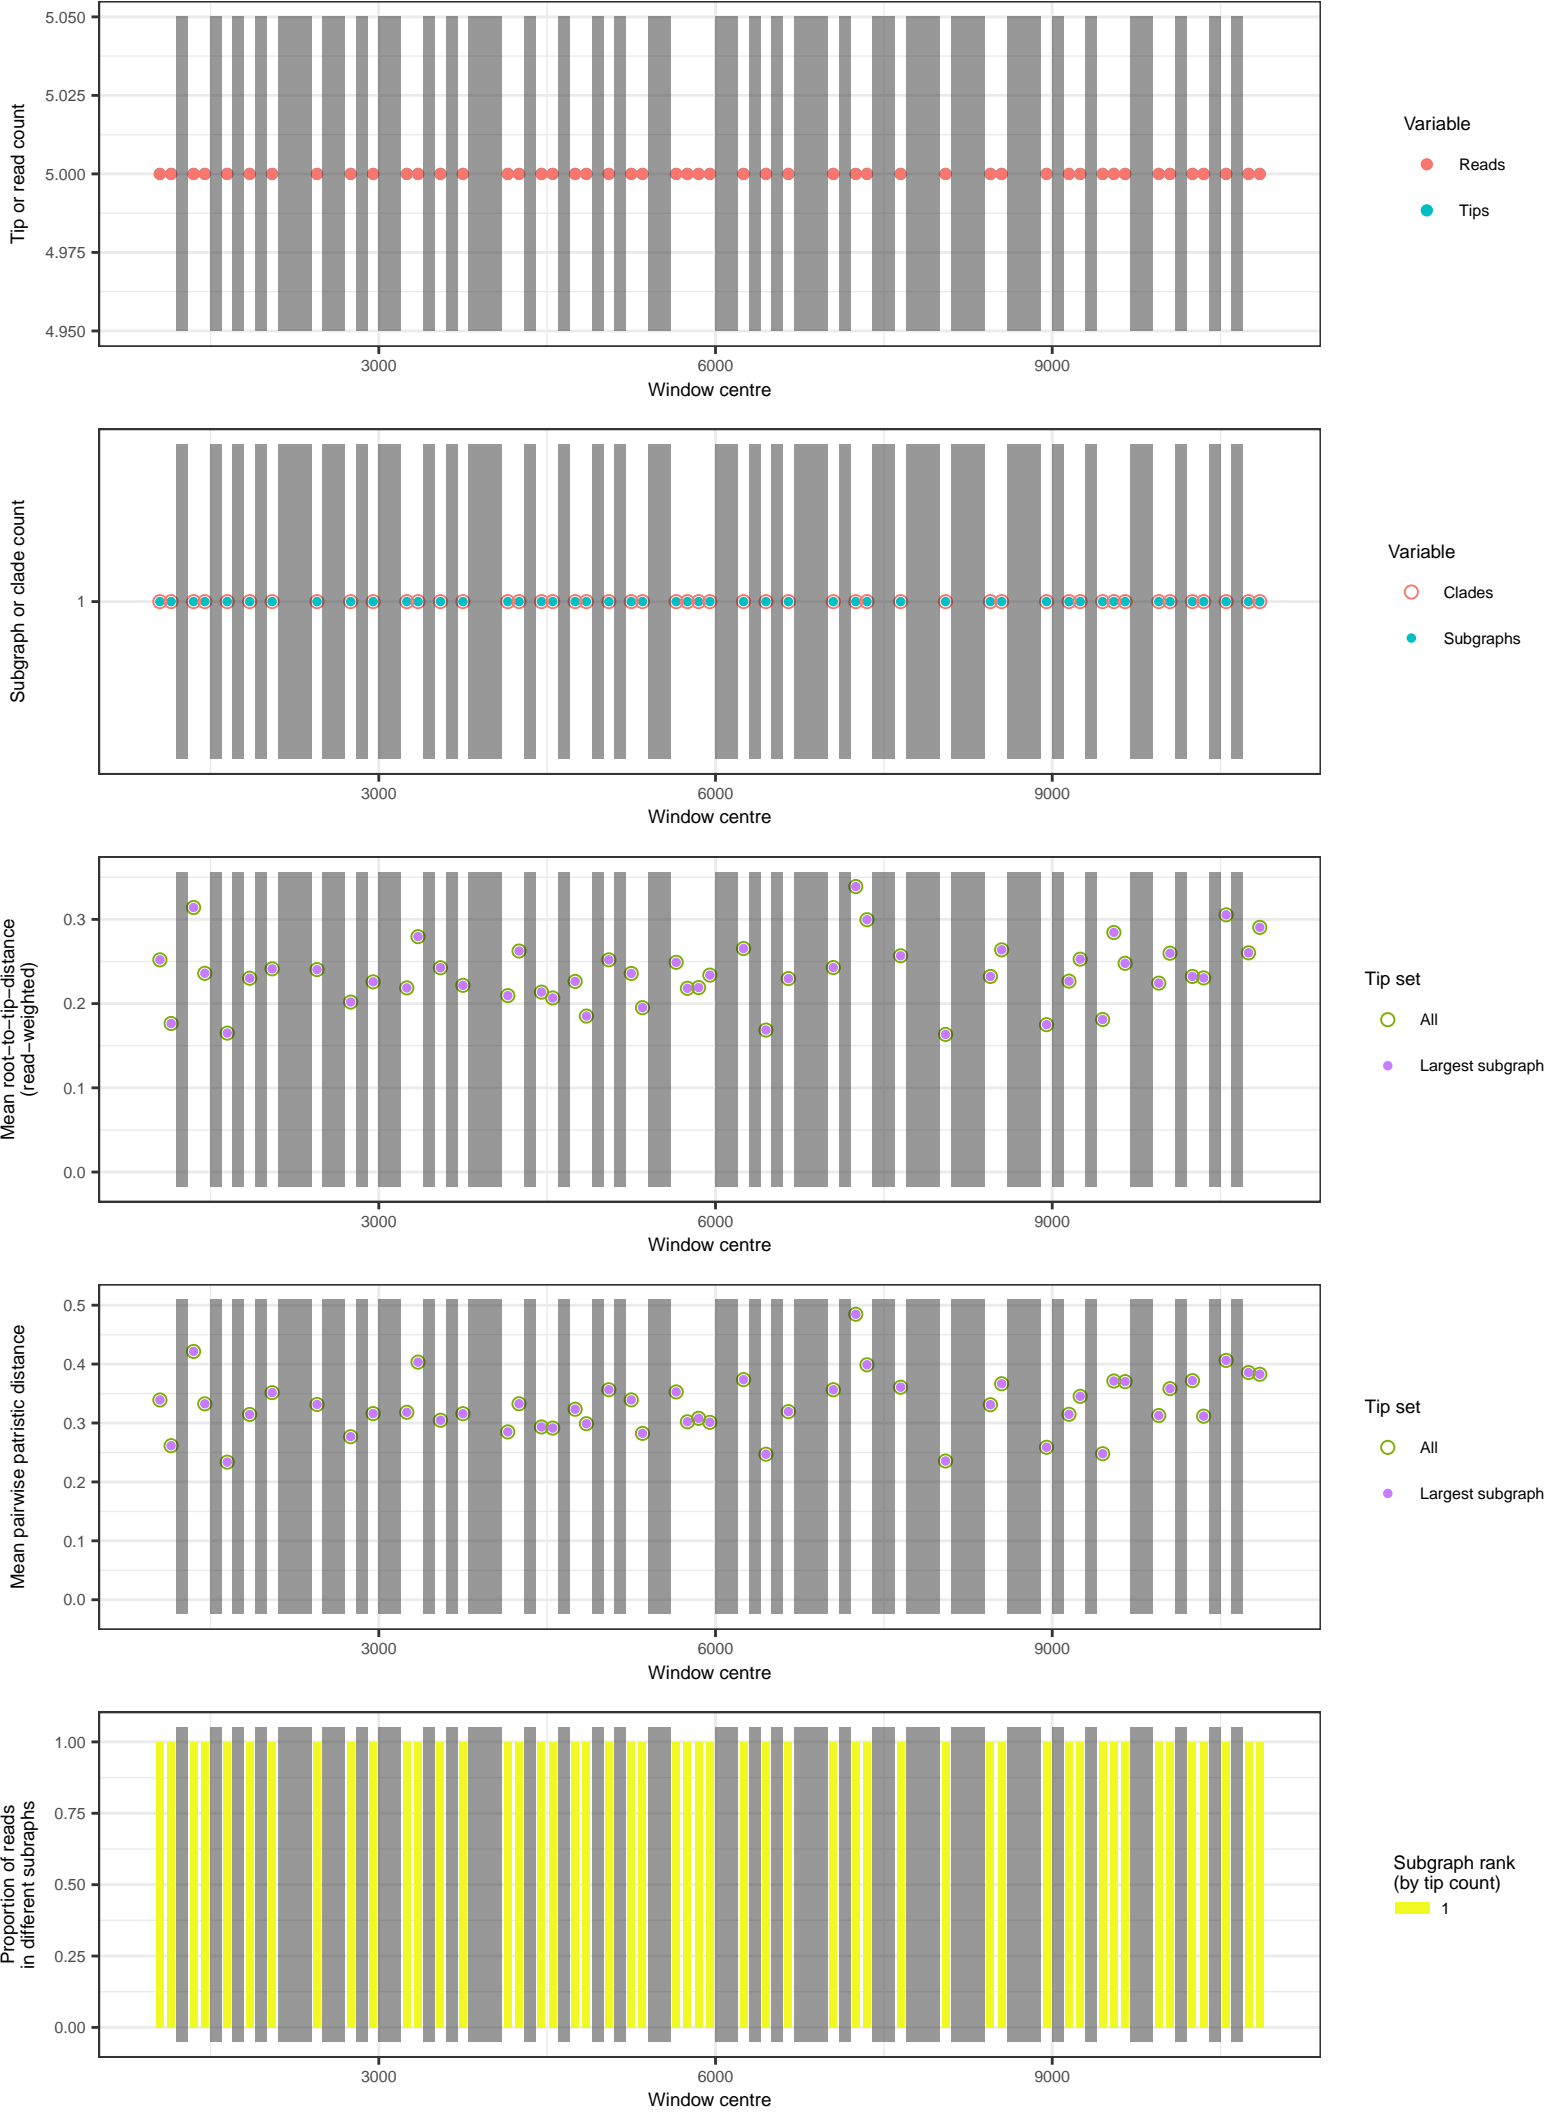 5.050
5.025
5.000
4.975
4.950
Tip or read count
3000 6000 9000
Window centre
Variable
Reads
Tips
1
Subgraph or clade count
3000 6000 9000
Window centre
Variable
Clades
Subgraphs
0.3
0.2
0.1
0.0
Mean root−to−tip−distance
(read−weighted)
3000 6000 9000
Window centre
Tip set
All
Largest subgraph
0.5
0.4
0.3
0.2
0.1
0.0
Mean pairwise patristic distance
3000 6000 9000
Window centre
Tip set
All
Largest subgraph
1.00
0.75
0.50
0.25
0.00
Proportion of reads
in different subraphs
3000 6000 9000
Window centre
Subgraph rank
(by tip count)
1